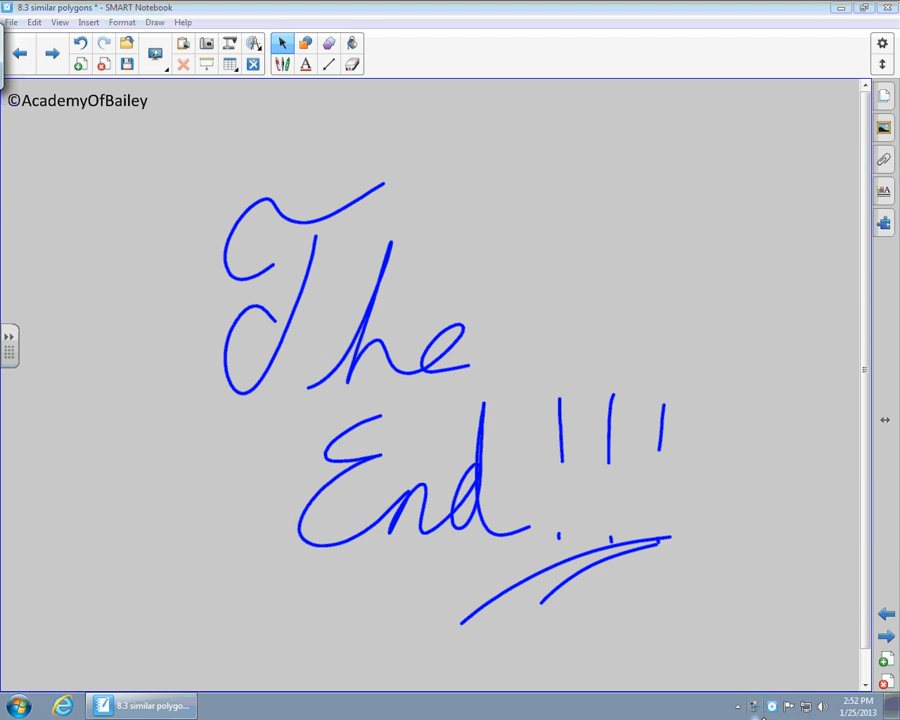 8.3 similar polygons * - SMART Notebook
File Edit View Insert Format Draw Help
©AcademyOfBailey
The
End!!!
8.3 similar polygo...
2:52 PM
1/25/2013